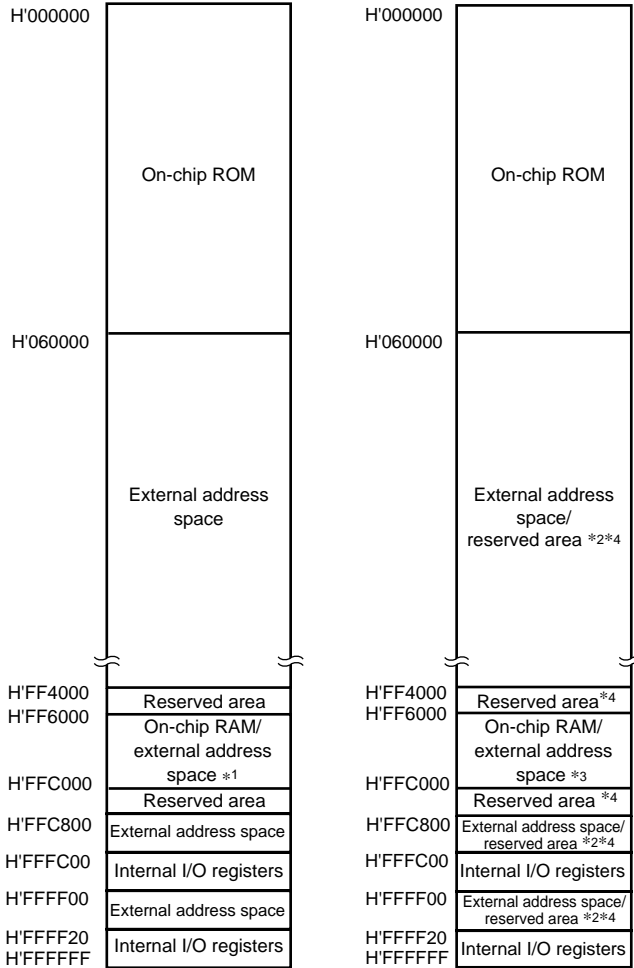 H'000000
On-chip ROM
H'060000
External address
space
H'FF4000
Reserved area
H'FF6000
On-chip RAM/
external address
space *1
H'FFC000
Reserved area
H'FFC800
External address space
H'FFFC00
Internal I/O registers
H'FFFF00
External address space
H'FFFF20
Internal I/O registers
H'FFFFFF
H'000000
On-chip ROM
H'060000
External address
space/
reserved area *2*4
H'FF4000
Reserved area*4
H'FF6000
On-chip RAM/
external address
space *3
H'FFC000
Reserved area *4
H'FFC800
External address space/
reserved area *2*4
H'FFFC00
Internal I/O registers
H'FFFF00
External address space/
reserved area *2*4
H'FFFF20
Internal I/O registers
H'FFFFFF